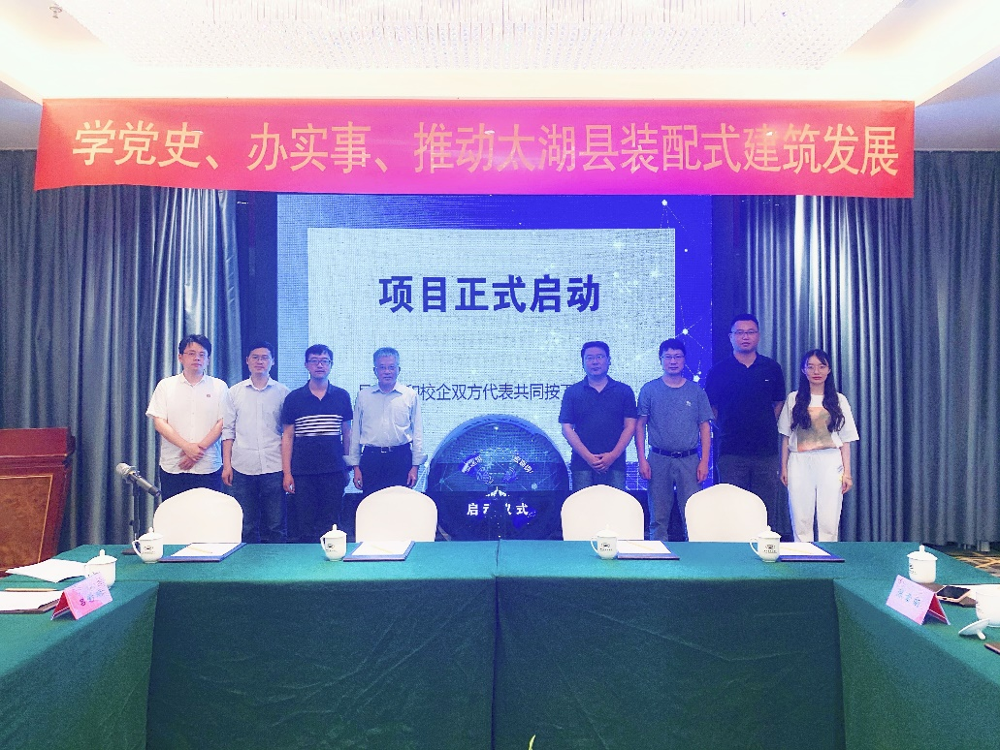 学党史、办实事、推动太湖县装配式建筑发展
项目正式启动
校企双方代表共同按下
启动仪式